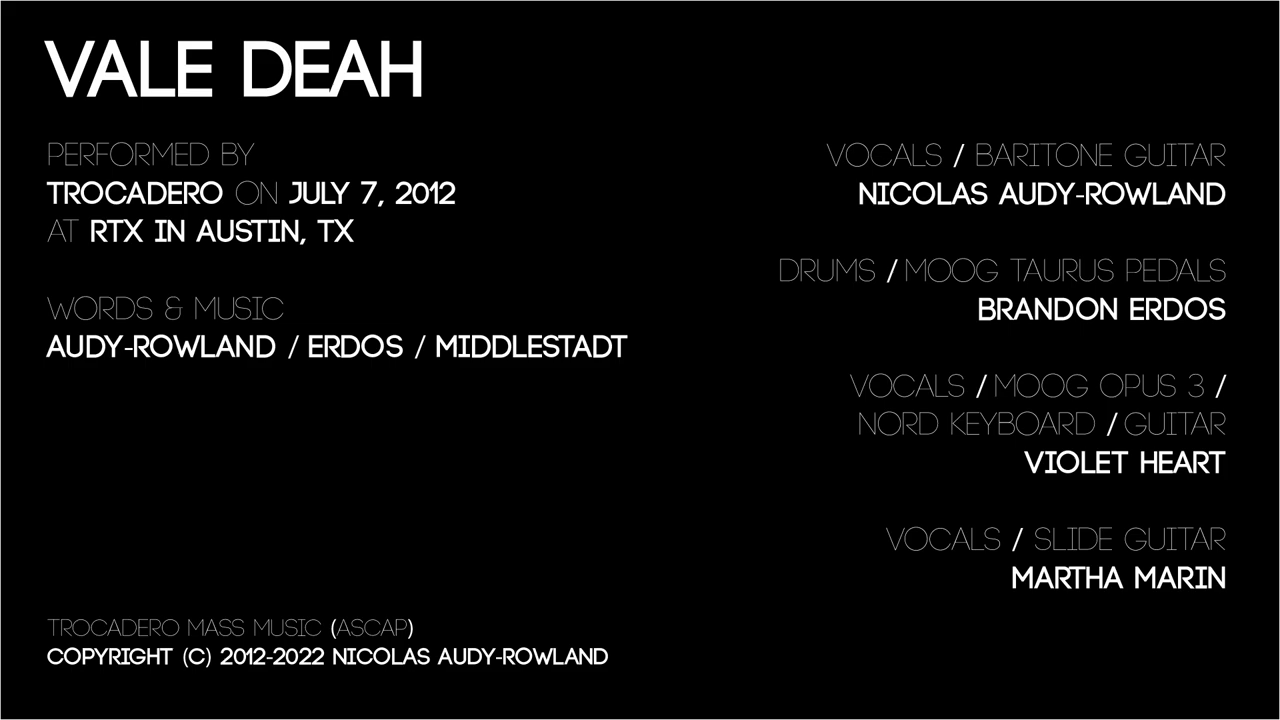 VALE DEAH
PERFORMED BY
TROCADERO ON JULY 7, 2012
AT RTX IN AUSTIN, TX
WORDS & MUSIC
AUDY-ROWLAND / ERDOS / MIDDLESTADT
VOCALS / BARITONE GUITAR
NICOLAS AUDY-ROWLAND
DRUMS / MOOG TAURUS PEDALS
BRANDON ERDOS
VOCALS / MOOG OPUS 3 /
NORD KEYBOARD / GUITAR
VIOLET HEART
VOCALS / SLIDE GUITAR
MARTHA MARIN
TROCADERO MASS MUSIC (ASCAP)
COPYRIGHT (C) 2012-2022 NICOLAS AUDY-ROWLAND